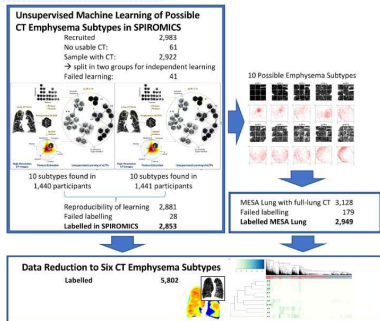 Unsupervised Machine Learning of Possible
CT Emphysema Subtypes in SPIROMICS
Recruited 2,983
No usable CT: 61
Sample with CT: 2,922
→ split in two groups for independent learning
Failed learning: 41
10 subtypes found in
1,440 participants
10 subtypes found in
1,441 participants
Reproducibility of learning 2,881
Failed labelling 28
Labelled in SPIROMICS 2,853
10 Possible Emphysema Subtypes
MESA Lung with full-lung CT 3,128
Failed labelling 179
Labelled MESA Lung 2,949
Data Reduction to Six CT Emphysema Subtypes
Labelled 5,802